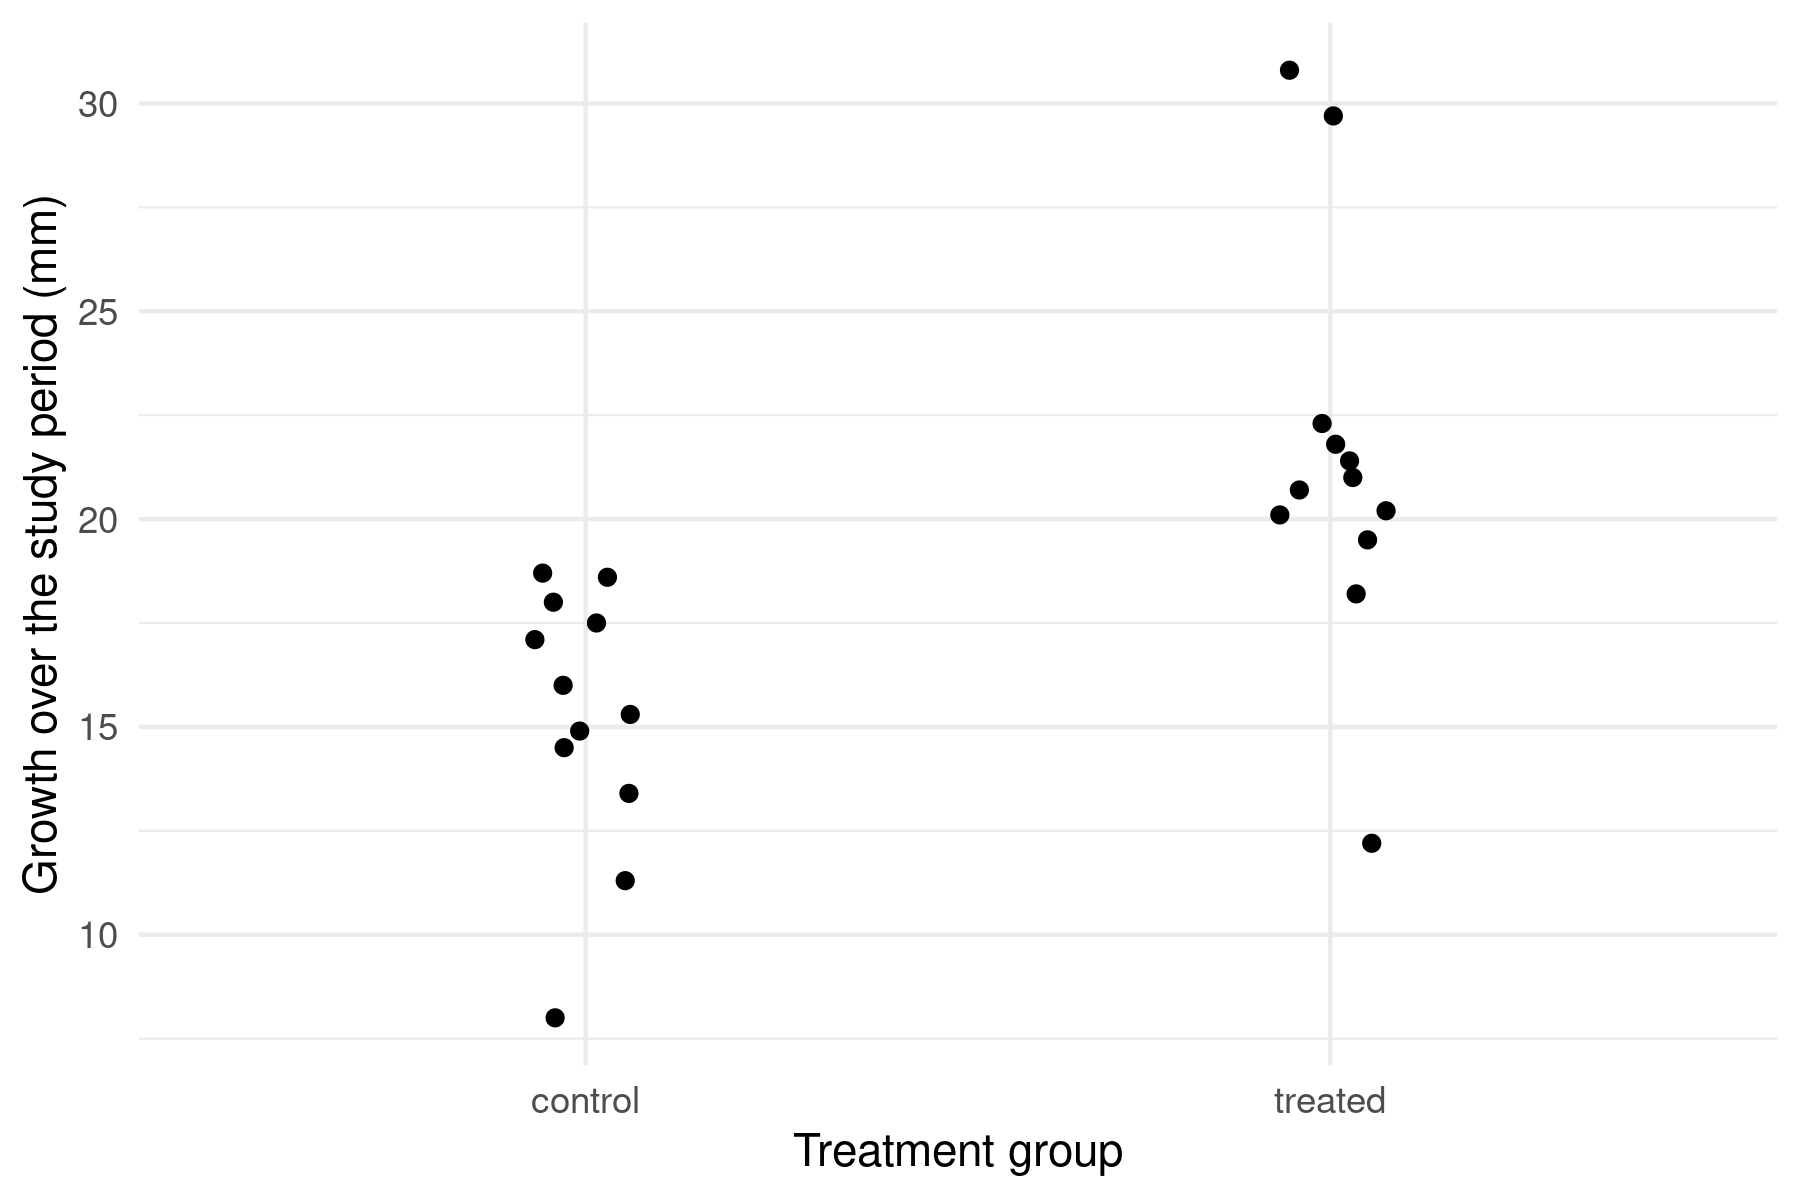 Growth over the study period (mm)
30
25
20
15
10
control
treated
Treatment group